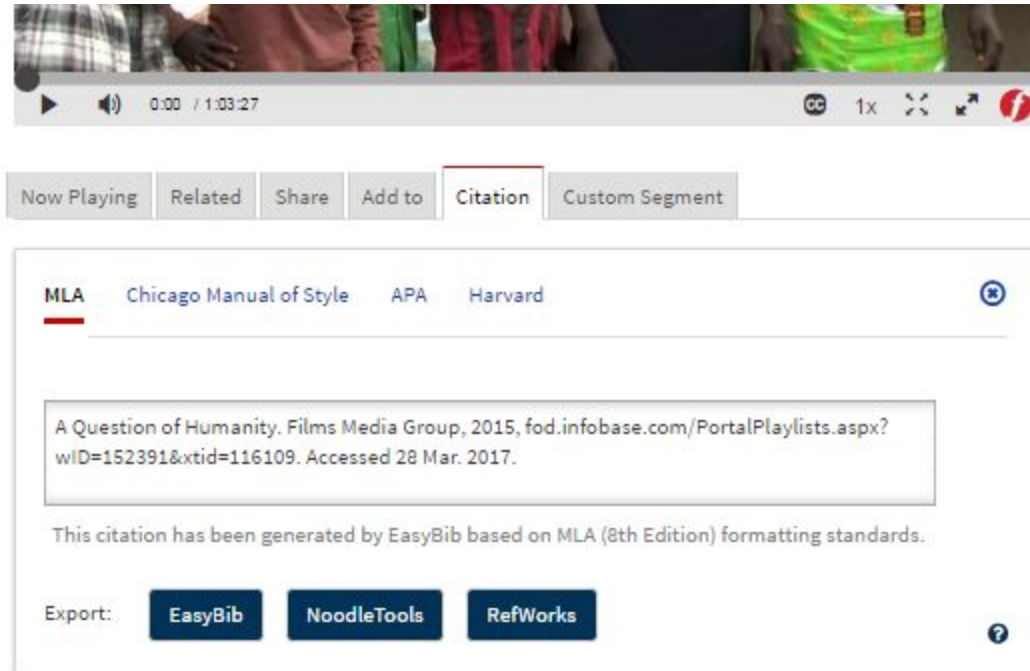 0:00 / 1:03:27 CC 1x f
Now Playing Related Share Add to Citation Custom Segment
MLA Chicago Manual of Style APA Harvard
A Question of Humanity. Films Media Group, 2015, fod.infobase.com/PortalPlaylists.aspx?
wID=152391&xtid=116109. Accessed 28 Mar. 2017.
This citation has been generated by EasyBib based on MLA (8th Edition) formatting standards.
Export: EasyBib NoodleTools RefWorks ?